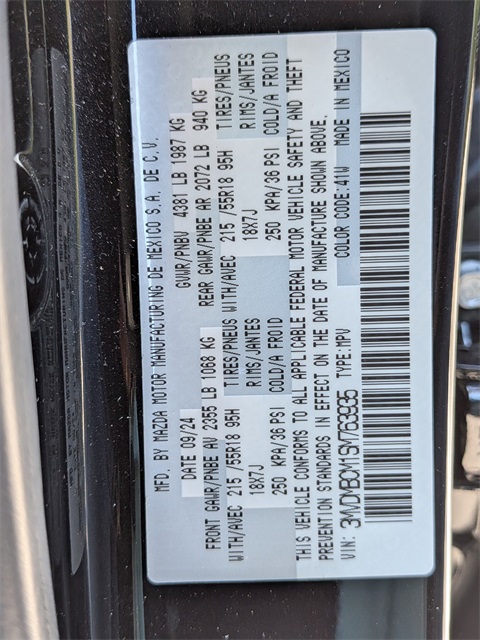 MFD. BY MAZDA MOTOR MANUFACTURING DE MEXICO S.A. DE C.V.
DATE 09/24 GVWR/PNBV 4381 LB 1987 KG
FRONT GAWR/PNBE AV 2355 LB 1068 KG REAR GAWR/PNBE AR 2072 LB 940 KG
WITH/AVEC 215 /55R18 95H TIRES/PNEUS WITH/AVEC 215 /55R18 95H TIRES/PNEUS
18X7J RIMS/JANTES 18X7J RIMS/JANTES
250 KPA/36 PSI COLD/A FROID 250 KPA/36 PSI COLD/A FROID
THIS VEHICLE CONFORMS TO ALL APPLICABLE FEDERAL MOTOR VEHICLE SAFETY AND THEFT
PREVENTION STANDARDS IN EFFECT ON THE DATE OF MANUFACTURE SHOWN ABOVE.
VIN: 3MVDMBCM1SM763935 TYPE:MPV COLOR CODE:41W MADE IN MEXICO